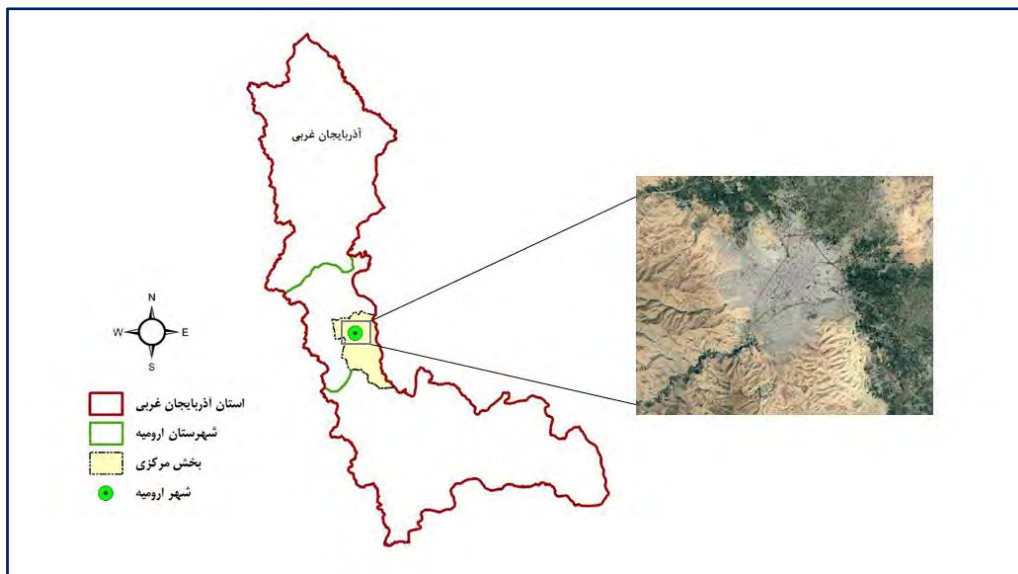 آذربایجان غربی
N
W
E
S
استان آذربایجان غربی
شهرستان ارومیه
بخش مرکزی
شهر ارومیه